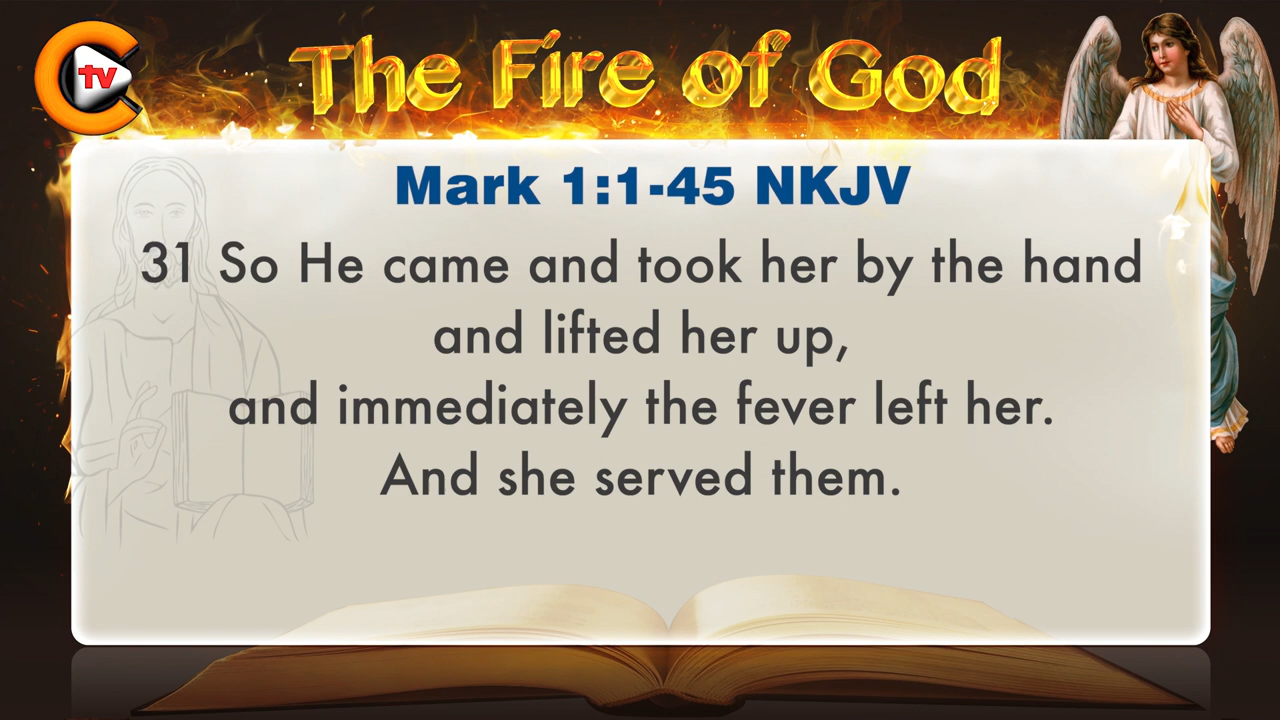 tv
The Fire of God
Mark 1:1-45 NKJV
31 So He came and took her by the hand
and lifted her up,
and immediately the fever left her.
And she served them.